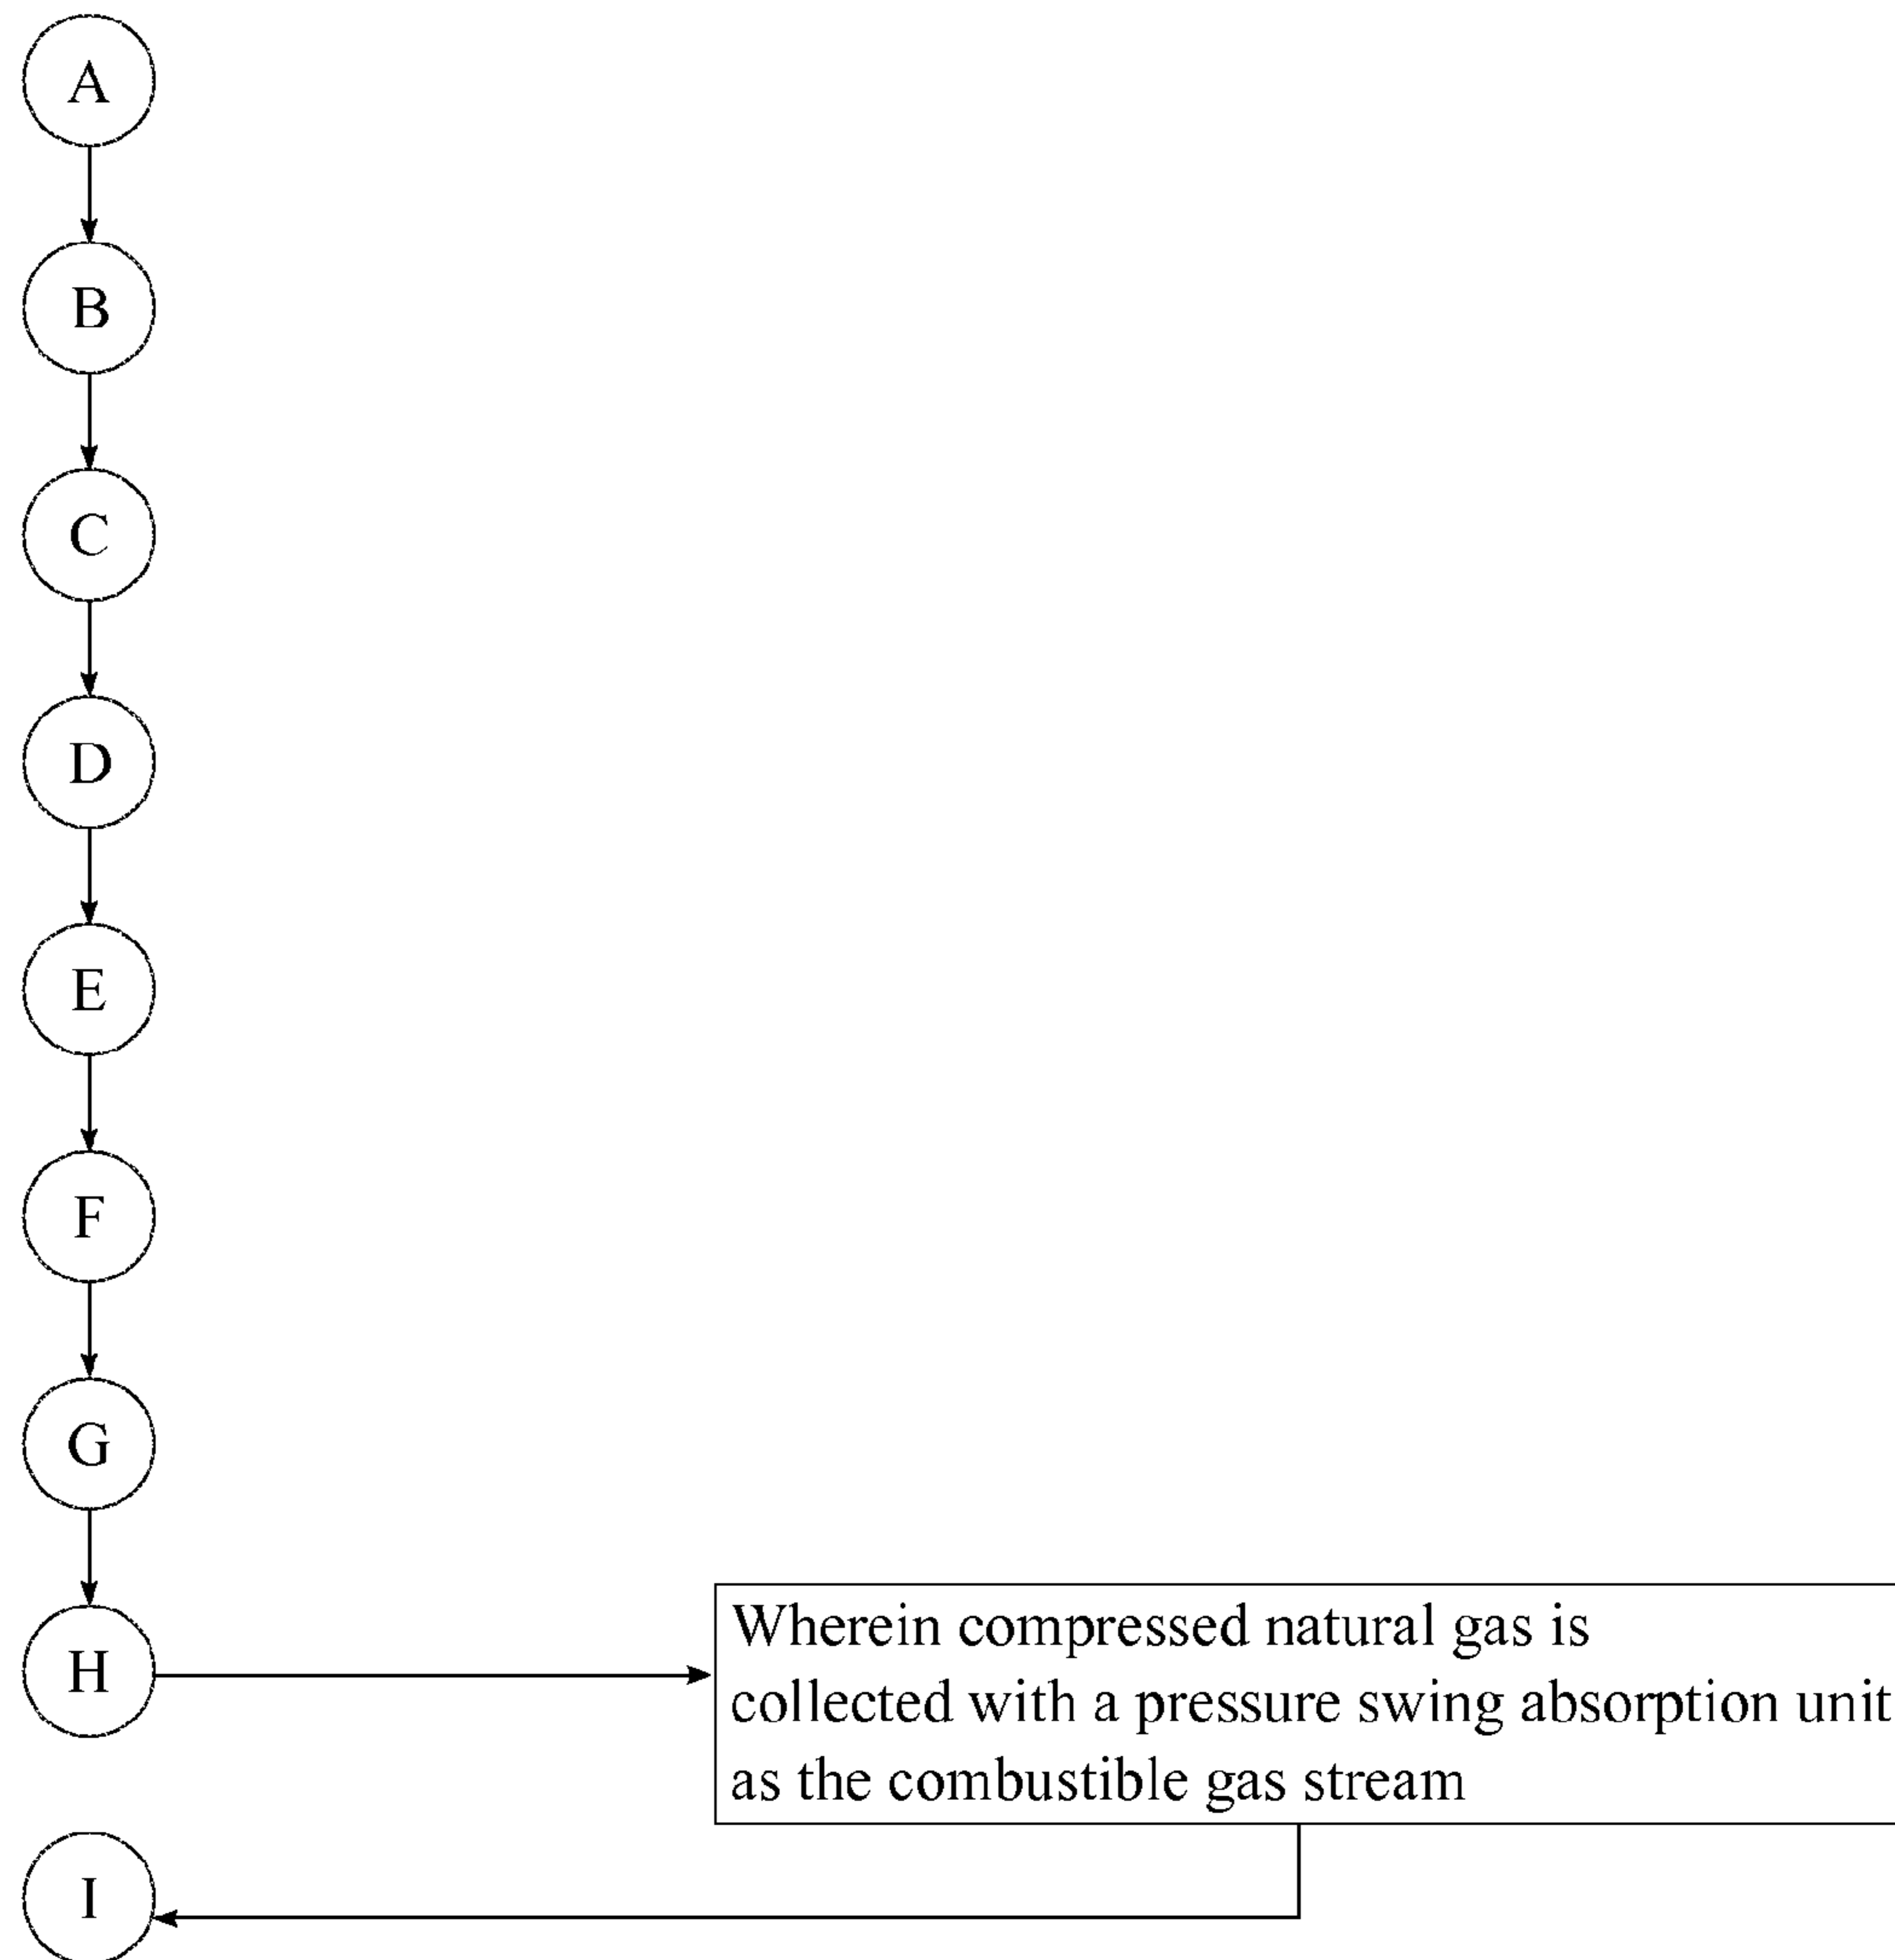 A
B
C
D
E
F
G
H
Wherein compressed natural gas is
collected with a pressure swing absorption unit
as the combustible gas stream
I